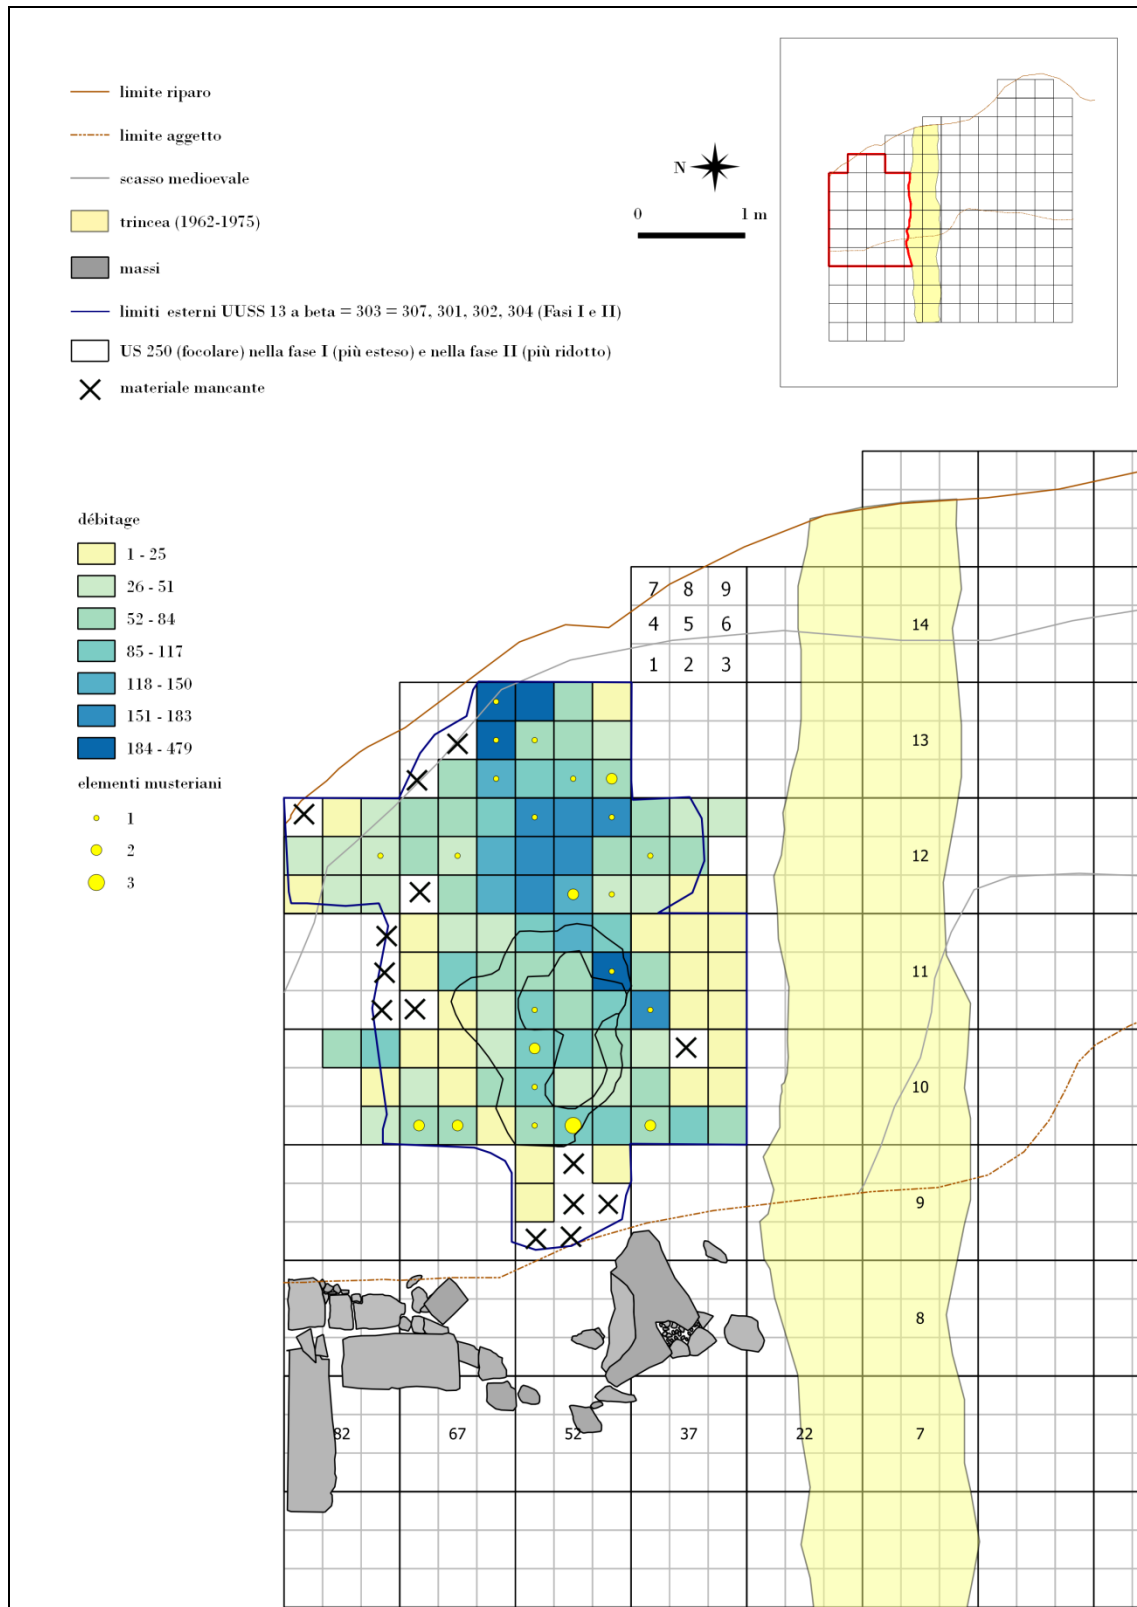 limite riparo
limite aggetto
scasso medioevale
trincea (1962-1975)
massi
limiti esterni UUSS 13 a beta = 303 = 307, 301, 302, 304 (Fasi I e II)
US 250 (focolare) nella fase I (più esteso) e nella fase II (più ridotto)
materiale mancante
N
0 1 m
débitage
1 - 25
26 - 51
52 - 84
85 - 117
118 - 150
151 - 183
184 - 479
elementi musteriani
1
2
3
7 8 9
4 5 6
1 2 3
14
13
12
11
10
9
8
82 67 52 37 22 7